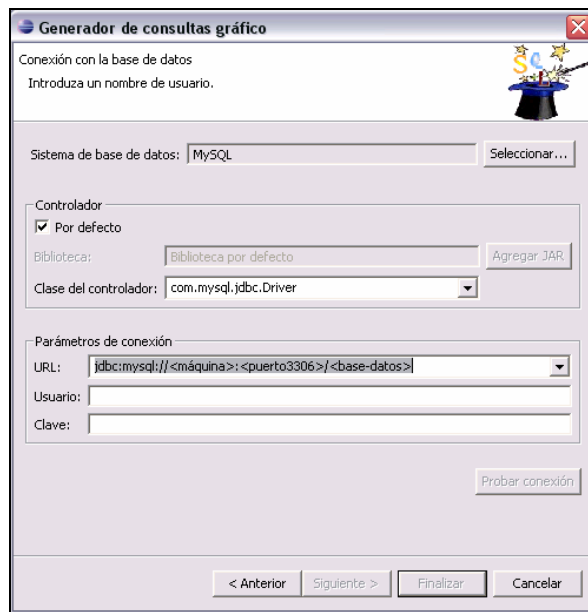 Generador de consultas gráfico
Conexión con la base de datos
Introduzca un nombre de usuario.
Sistema de base de datos: MySQL Seleccionar...
Controlador
Por defecto
Biblioteca: Biblioteca por defecto Agregar JAR
Clase del controlador: com.mysql.jdbc.Driver
Parámetros de conexión
URL: jdbc:mysql://<máquina>:<puerto3306>/<base-datos>
Usuario:
Clave:
Probar conexión
< Anterior Siguiente > Finalizar Cancelar